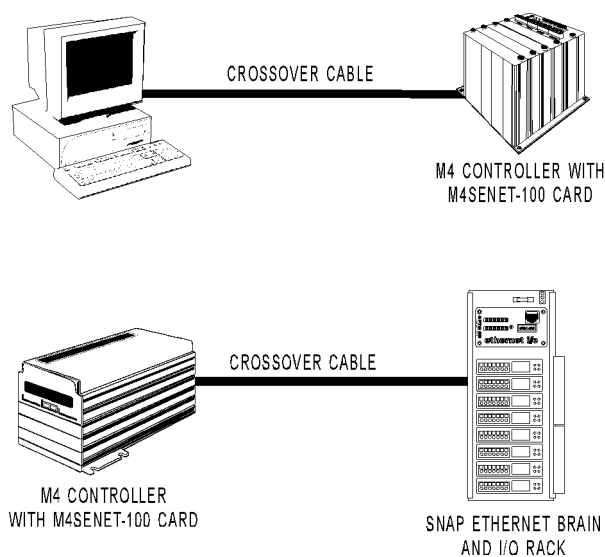 CROSSOVER CABLE
M4 CONTROLLER WITH
M4SENET-100 CARD
ethernet I/O
CROSSOVER CABLE
M4 CONTROLLER
WITH M4SENET-100 CARD
SNAP ETHERNET BRAIN
AND I/O RACK